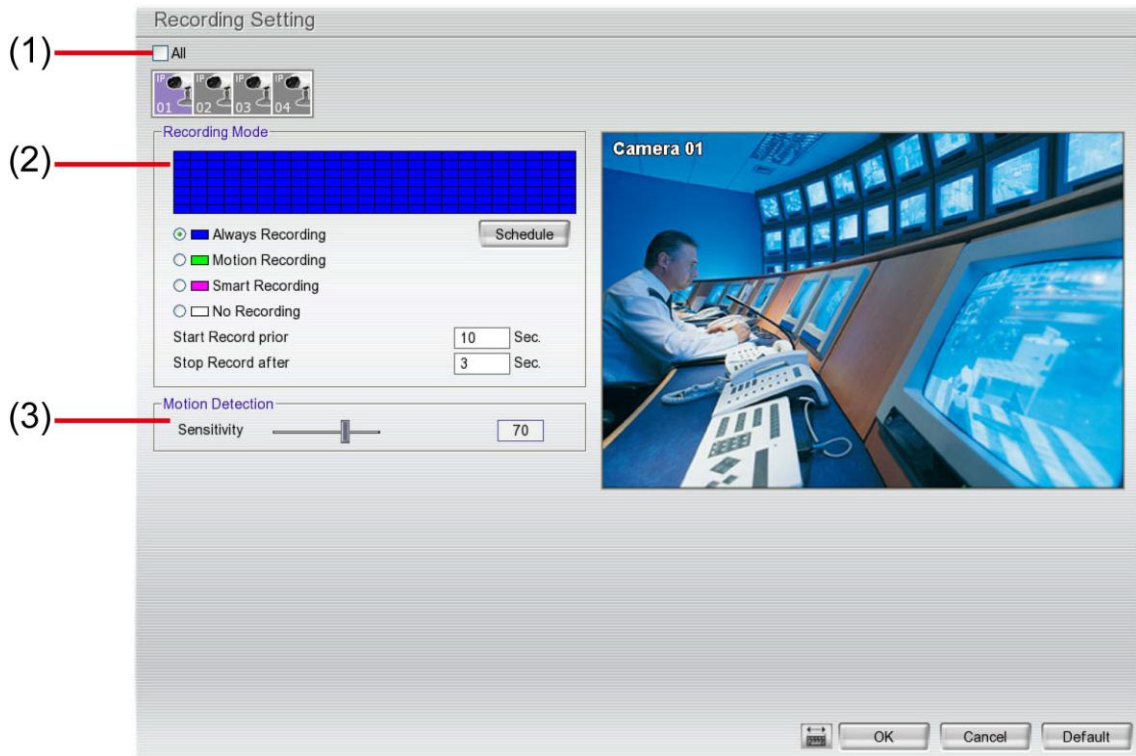 Recording Setting
(1)
All
IP 01
IP 02
IP 03
IP 04
Recording Mode
(2)
Always Recording
Schedule
Motion Recording
Smart Recording
No Recording
Start Record prior 10 Sec.
Stop Record after 3 Sec.
Motion Detection
(3)
Sensitivity 70
Camera 01
OK Cancel Default